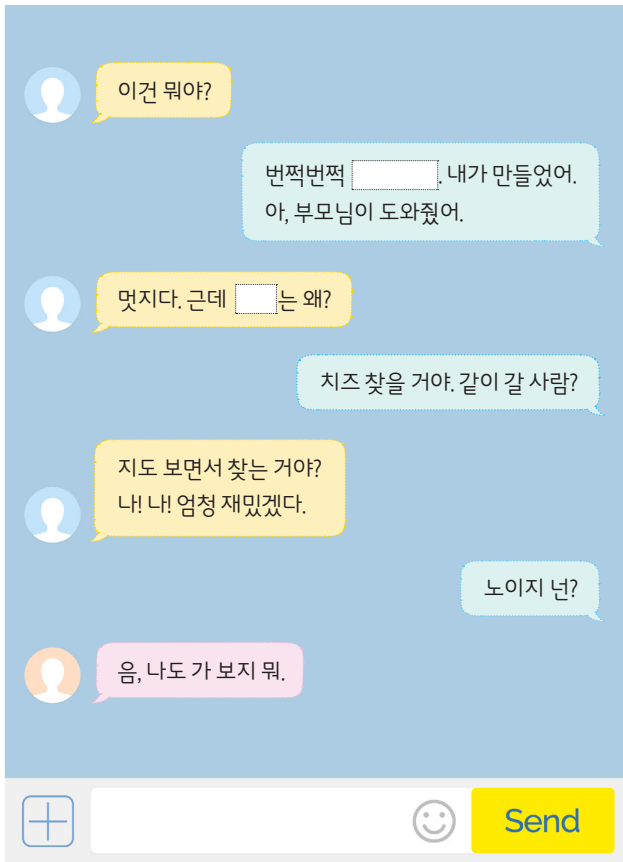 이건 뭐야?
번쩍번쩍 . 내가 만들었어.
아, 부모님이 도와줬어.
멋지다. 근데 는 왜?
치즈 찾을 거야. 같이 갈 사람?
지도 보면서 찾는 거야?
나! 나! 엄청 재밌겠다.
노이지 넌?
음, 나도 가 보지 뭐.
Send